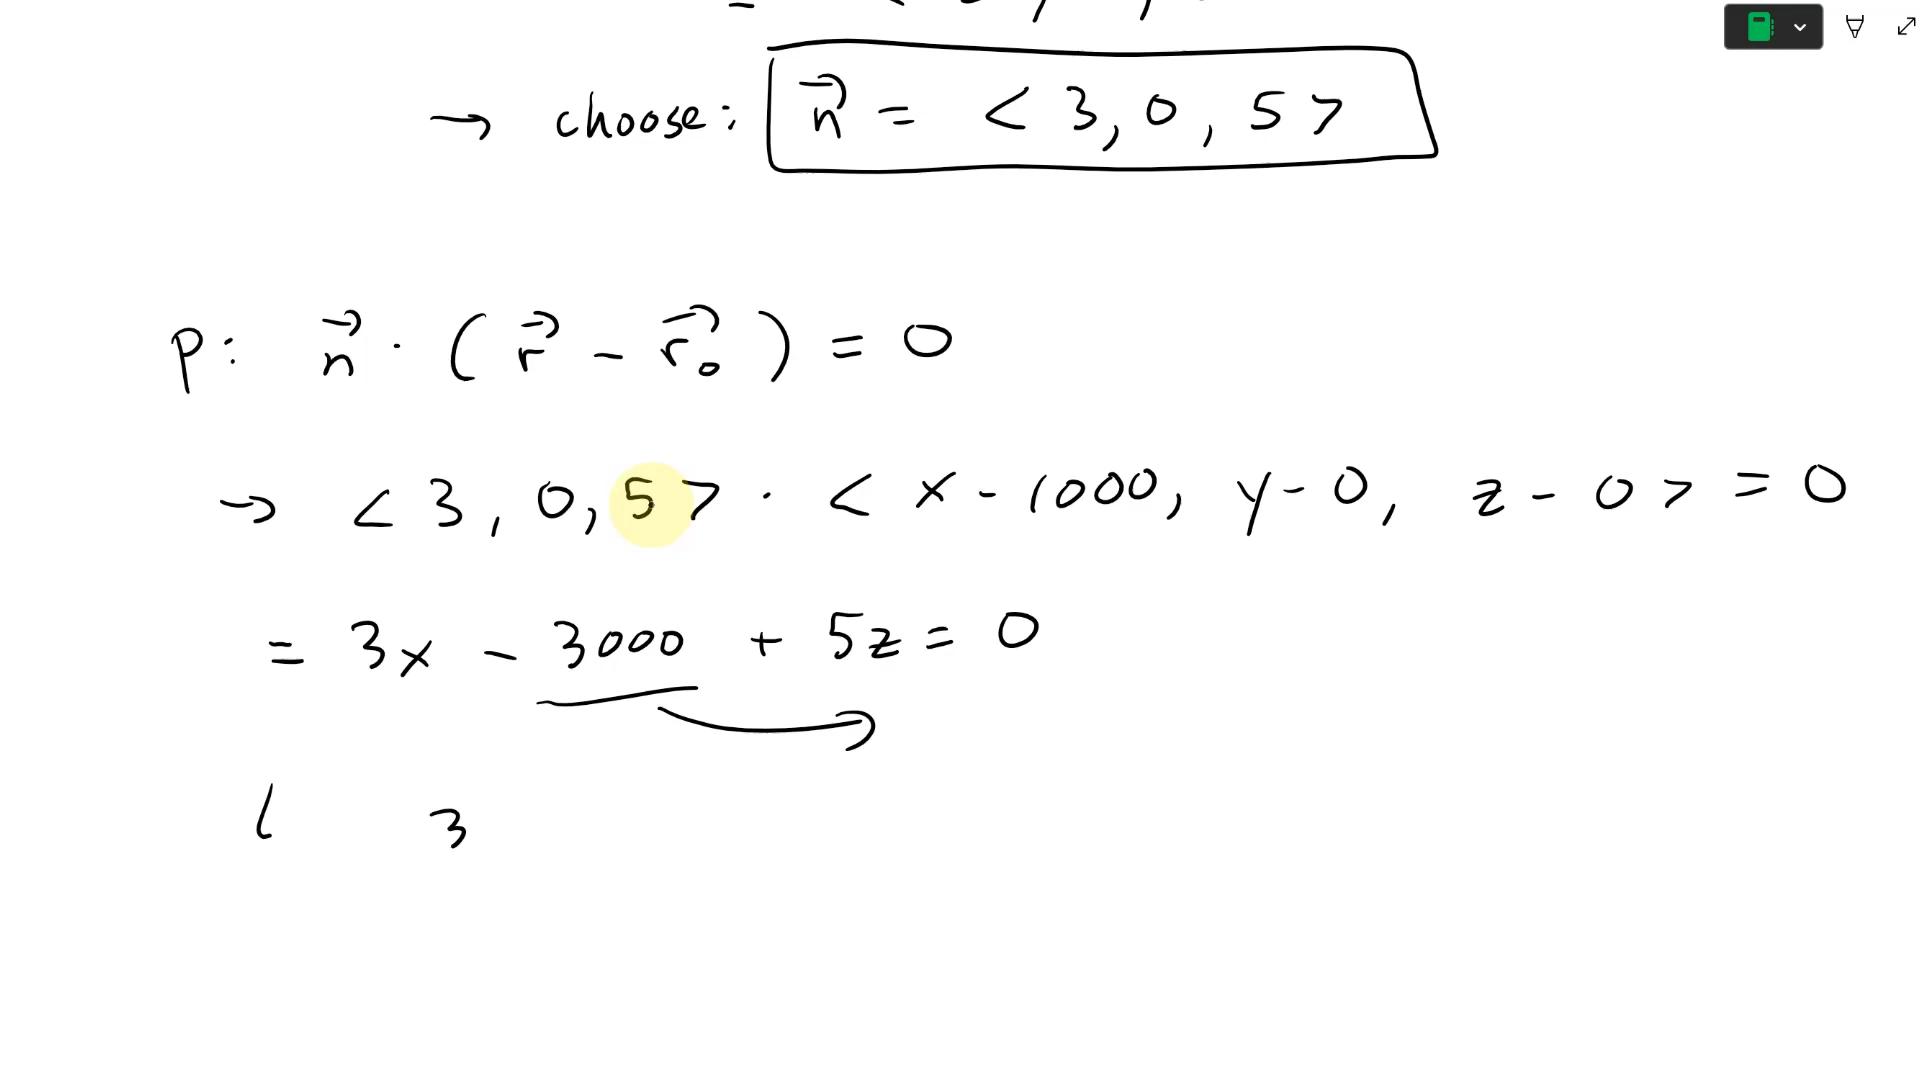 → choose: n⃗ = < 3, 0, 5 >
p: n⃗ · ( r⃗ - r⃗₀ ) = 0
→ < 3, 0, 5 > · < x - 1000, y - 0, z - 0 > = 0
= 3x - 3000 + 5z = 0
3